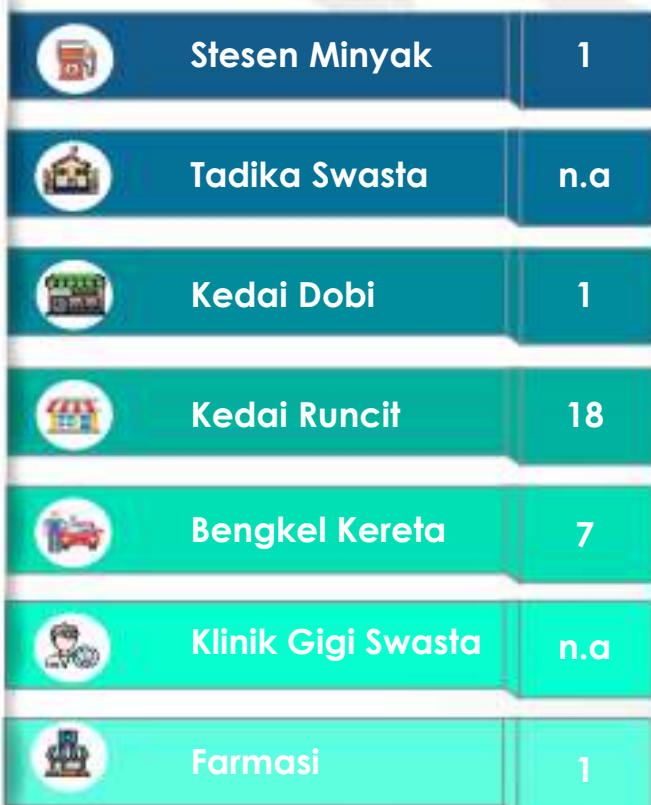 Stesen Minyak 1
Tadika Swasta n.a
Kedai Dobi 1
Kedai Runcit 18
Bengkel Kereta 7
Klinik Gigi Swasta n.a
Farmasi 1